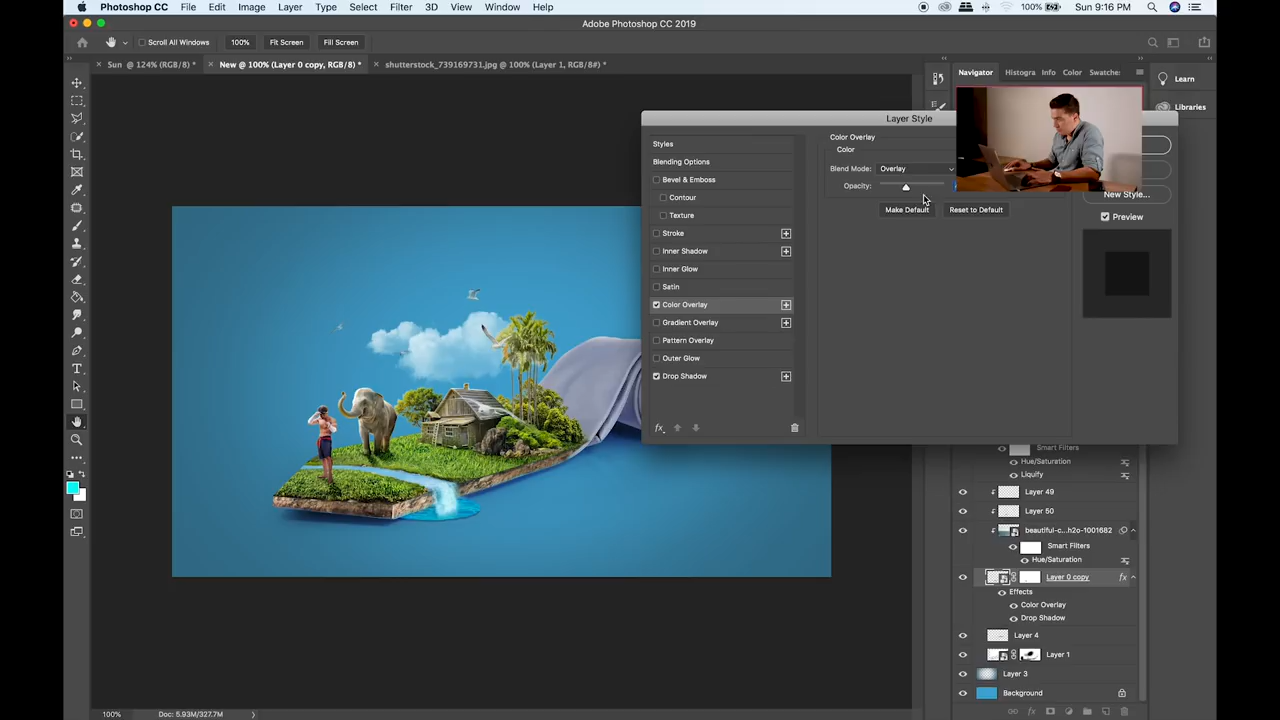 Photoshop CC File Edit Image Layer Type Select Filter 3D View Window Help 100% Sun 9:16 PM
Adobe Photoshop CC 2019
Scroll All Windows 100% Fit Screen Fill Screen
Sun @ 124% (RGB/8) * New @ 100% (Layer 0 copy, RGB/8) * shutterstock_739169731.jpg @ 100% (Layer 1, RGB/8#) *
Navigator Histogra Info Color Swatche: Learn
Libraries
Layer Style
Styles
Blending Options
Bevel & Emboss
Contour
Texture
Stroke
Inner Shadow
Inner Glow
Satin
Color Overlay
Gradient Overlay
Pattern Overlay
Outer Glow
Drop Shadow
fx
Color Overlay
Color
Blend Mode: Overlay
Opacity:
Make Default Reset to Default
New Style...
Preview
Smart Filters
Hue/Saturation
Liquify
Layer 49
Layer 50
beautiful-c...h2o-1001682
Smart Filters
Hue/Saturation
Layer 0 copy fx
Effects
Color Overlay
Drop Shadow
Layer 4
Layer 1
Layer 3
Background
fx
100% Doc: 5.93M/327.7M